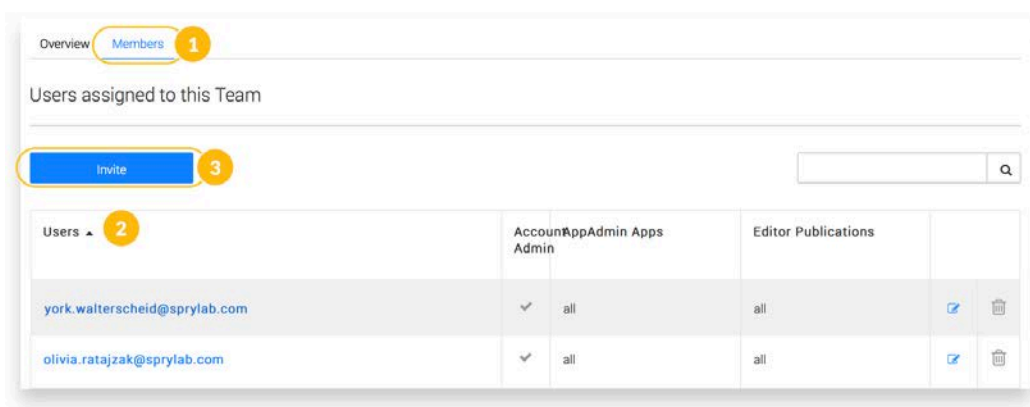 Overview Members 1
Users assigned to this Team
Invite 3
Users 2 Account AppAdmin Apps Editor Publications
Admin
york.walterscheid@sprylab.com all all
olivia.ratajzak@sprylab.com all all